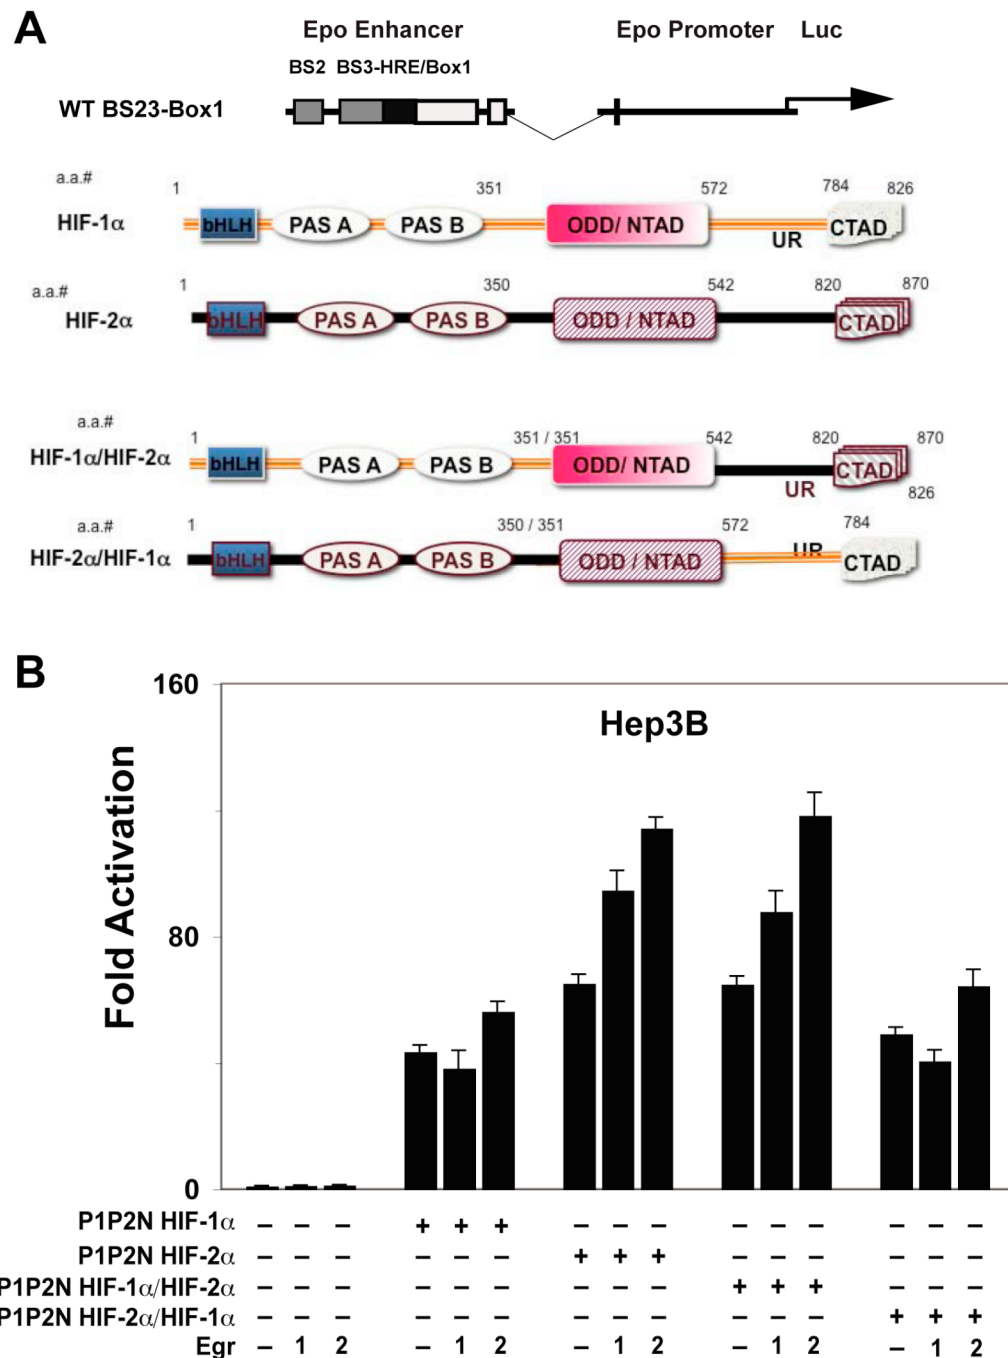 A
Epo Enhancer Epo Promoter Luc
BS2 BS3-HRE/Box1
WT BS23-Box1
a.a.# 1 351 572 784 826
HIF-1α bHLH PAS A PAS B ODD/ NTAD UR CTAD
a.a.# 1 350 542 820 870
HIF-2α bHLH PAS A PAS B ODD / NTAD CTAD
a.a.# 1 351 / 351 542 820 870
HIF-1α/HIF-2α bHLH PAS A PAS B ODD/ NTAD UR CTAD
826
a.a.# 1 350 / 351 572 784
HIF-2α/HIF-1α bHLH PAS A PAS B ODD / NTAD UR CTAD
B
160
Hep3B
Fold Activation
80
0
P1P2N HIF-1α – – – + + + – – – – – – – – –
P1P2N HIF-2α – – – – – – + + + – – – – – –
P1P2N HIF-1α/HIF-2α – – – – – – – – – + + + – – –
P1P2N HIF-2α/HIF-1α – – – – – – – – – – – – + + +
Egr – 1 2 – 1 2 – 1 2 – 1 2 – 1 2